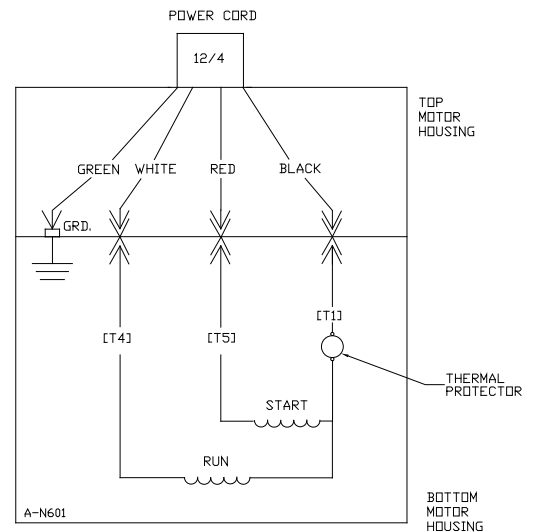 POWER CORD
12/4
TOP
MOTOR
HOUSING
GREEN
WHITE
RED
BLACK
GRD.
[T1]
[T4]
[T5]
THERMAL
PROTECTOR
START
RUN
A-N601
BOTTOM
MOTOR
HOUSING